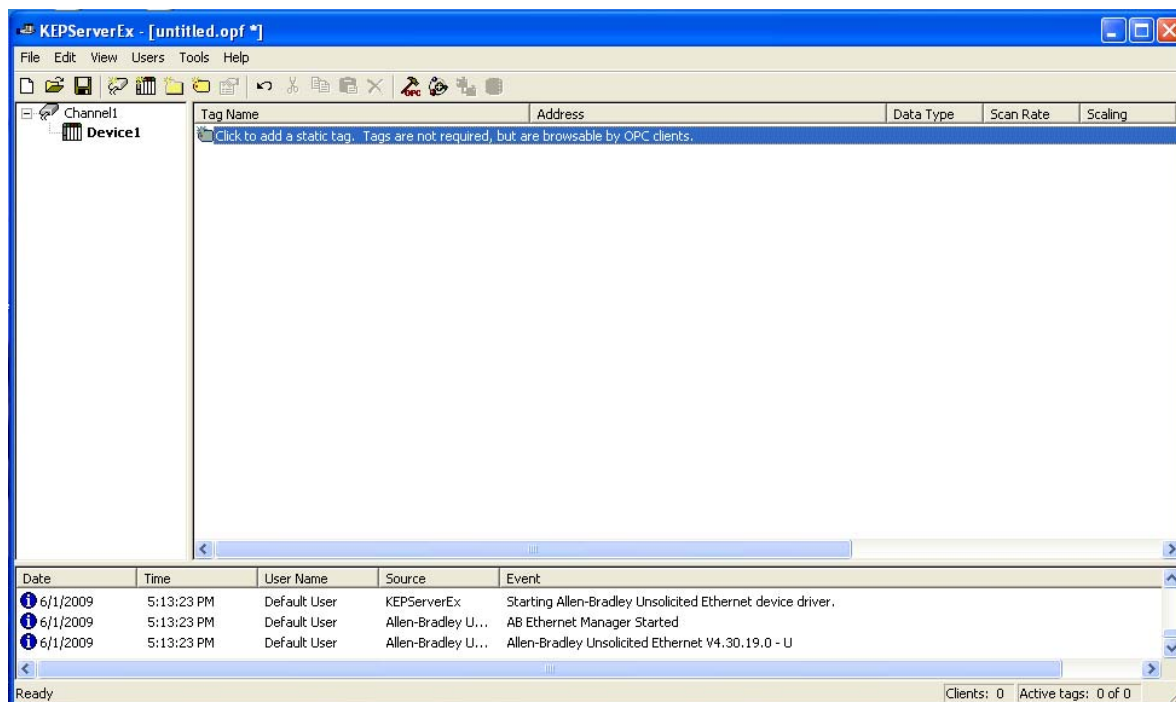 KEPServerEx - [untitled.opf *]
File Edit View Users Tools Help
OPC
Channel1
Device1
Tag Name Address Data Type Scan Rate Scaling
Click to add a static tag. Tags are not required, but are browsable by OPC clients.
Date Time User Name Source Event
6/1/2009 5:13:23 PM Default User KEPServerEx Starting Allen-Bradley Unsolicited Ethernet device driver.
6/1/2009 5:13:23 PM Default User Allen-Bradley U... AB Ethernet Manager Started
6/1/2009 5:13:23 PM Default User Allen-Bradley U... Allen-Bradley Unsolicited Ethernet V4.30.19.0 - U
Ready Clients: 0 Active tags: 0 of 0